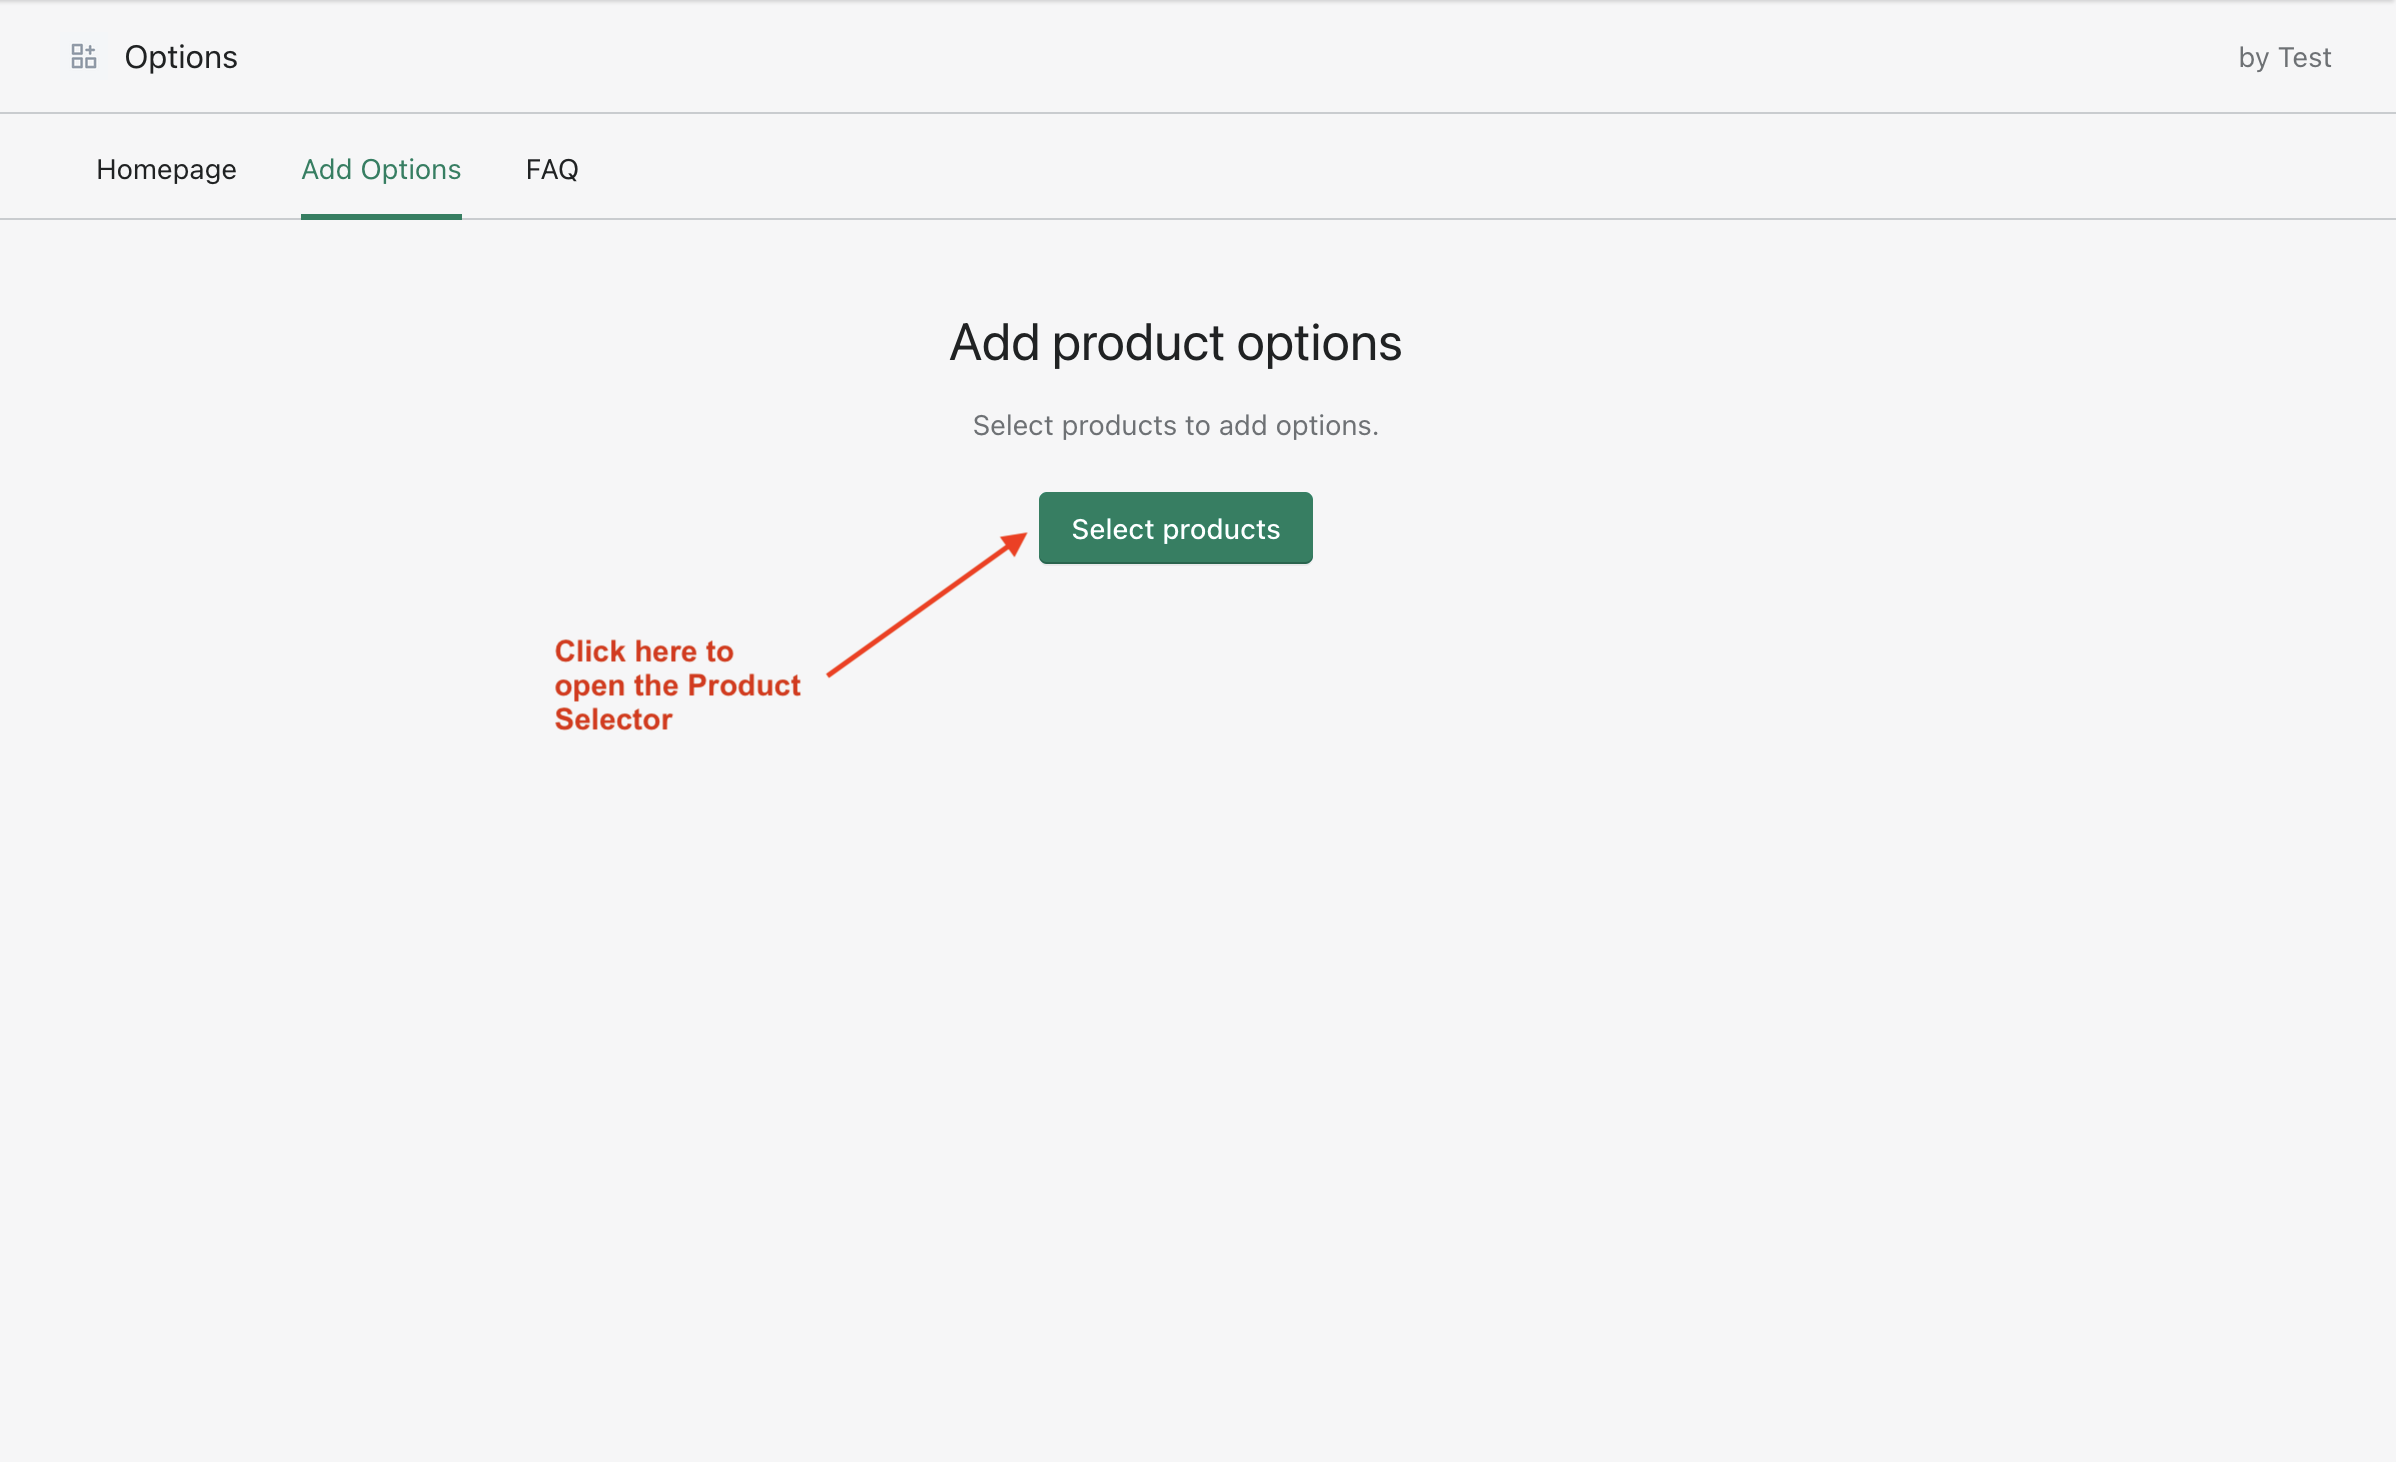 Options
by Test
Homepage
Add Options
FAQ
Add product options
Select products to add options.
Select products
Click here to
open the Product
Selector